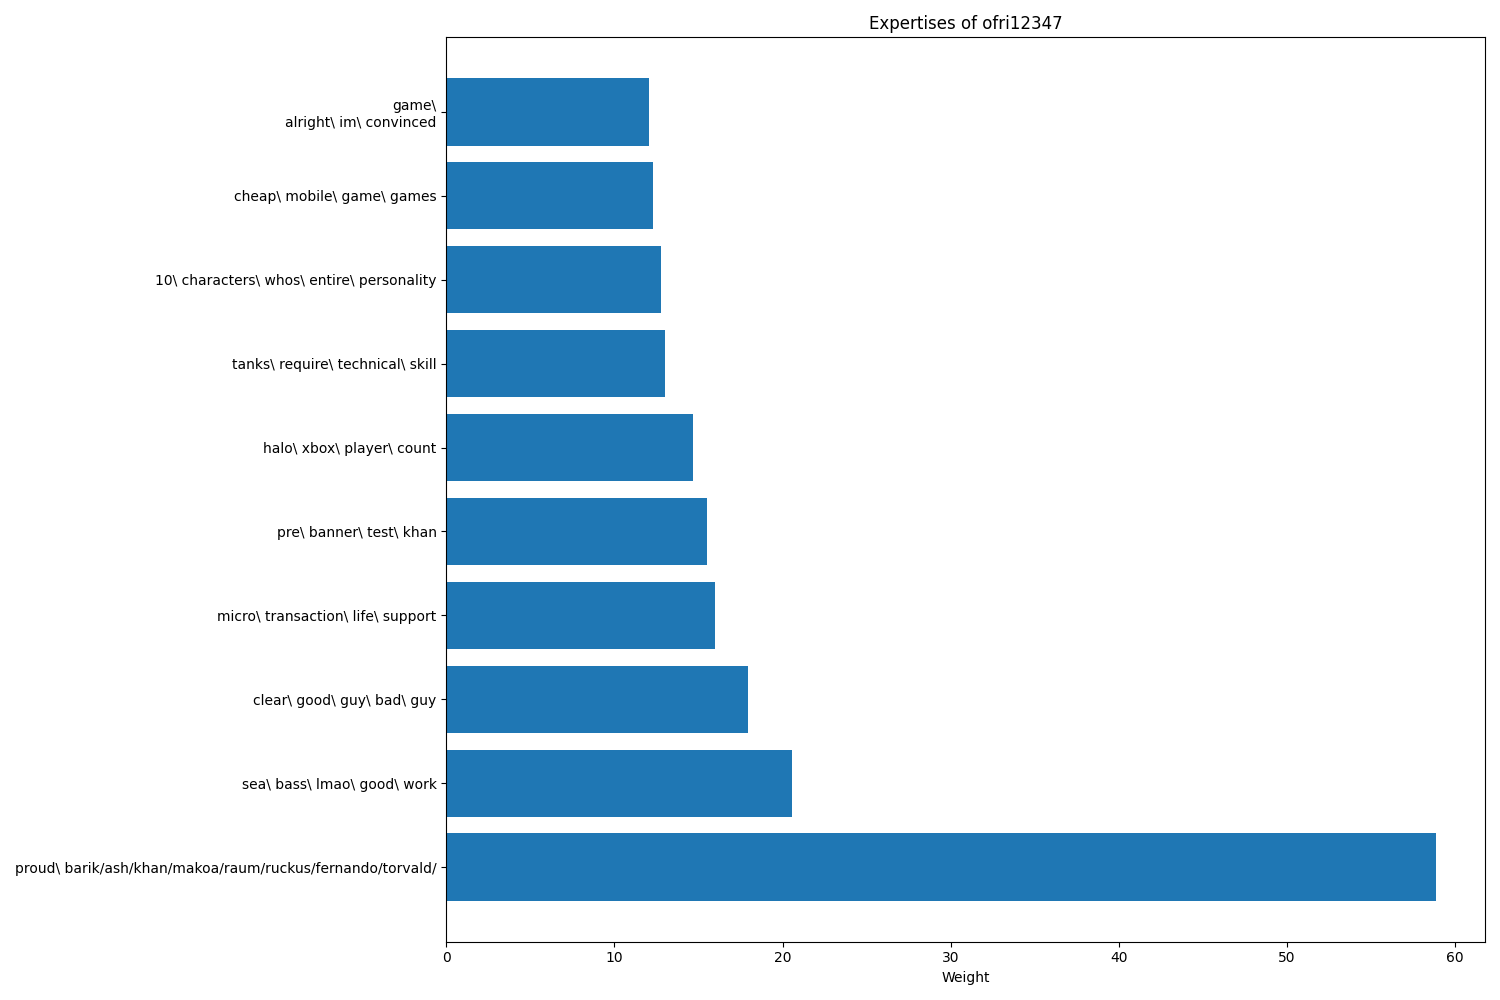 Expertises of ofri12347
game\
alright\ im\ convinced
cheap\ mobile\ game\ games
10\ characters\ whos\ entire\ personality
tanks\ require\ technical\ skill
halo\ xbox\ player\ count
pre\ banner\ test\ khan
micro\ transaction\ life\ support
clear\ good\ guy\ bad\ guy
sea\ bass\ lmao\ good\ work
proud\ barik/ash/khan/makoa/raum/ruckus/fernando/torvald/
0 10 20 30 40 50 60
Weight